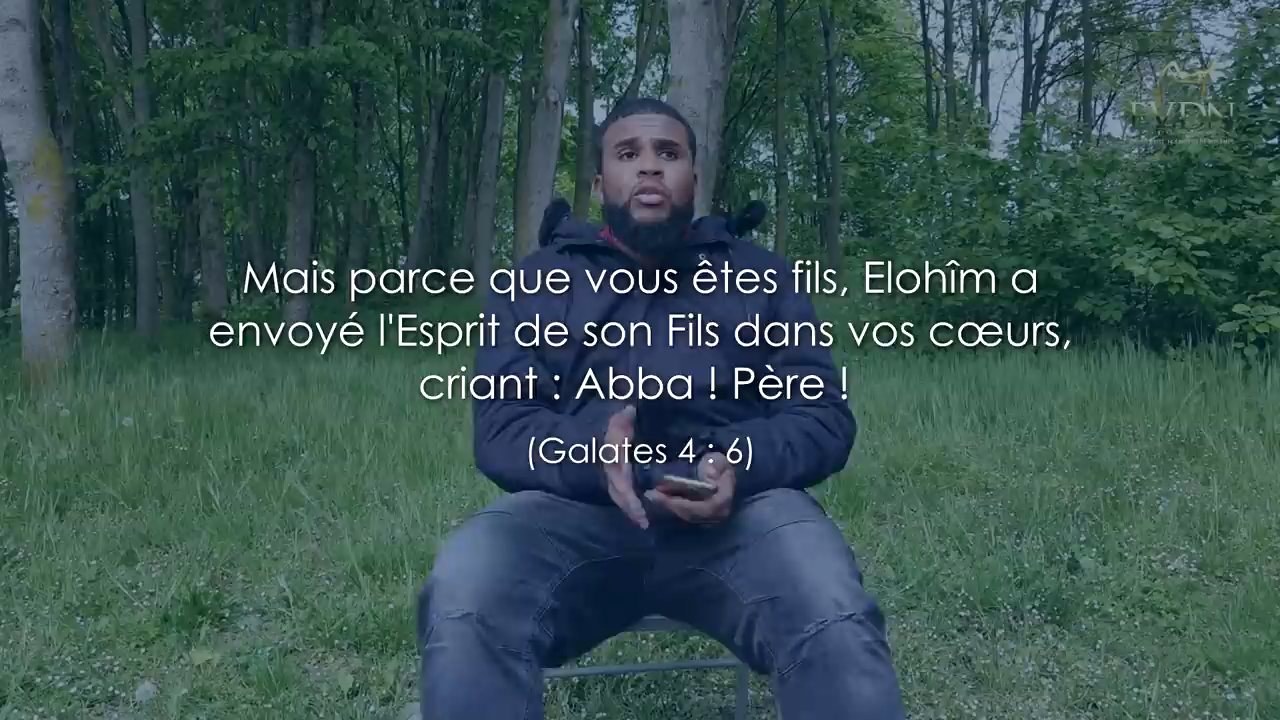 Mais parce que vous êtes fils, Elohîm a
envoyé l'Esprit de son Fils dans vos cœurs,
criant : Abba ! Père !
(Galates 4 : 6)